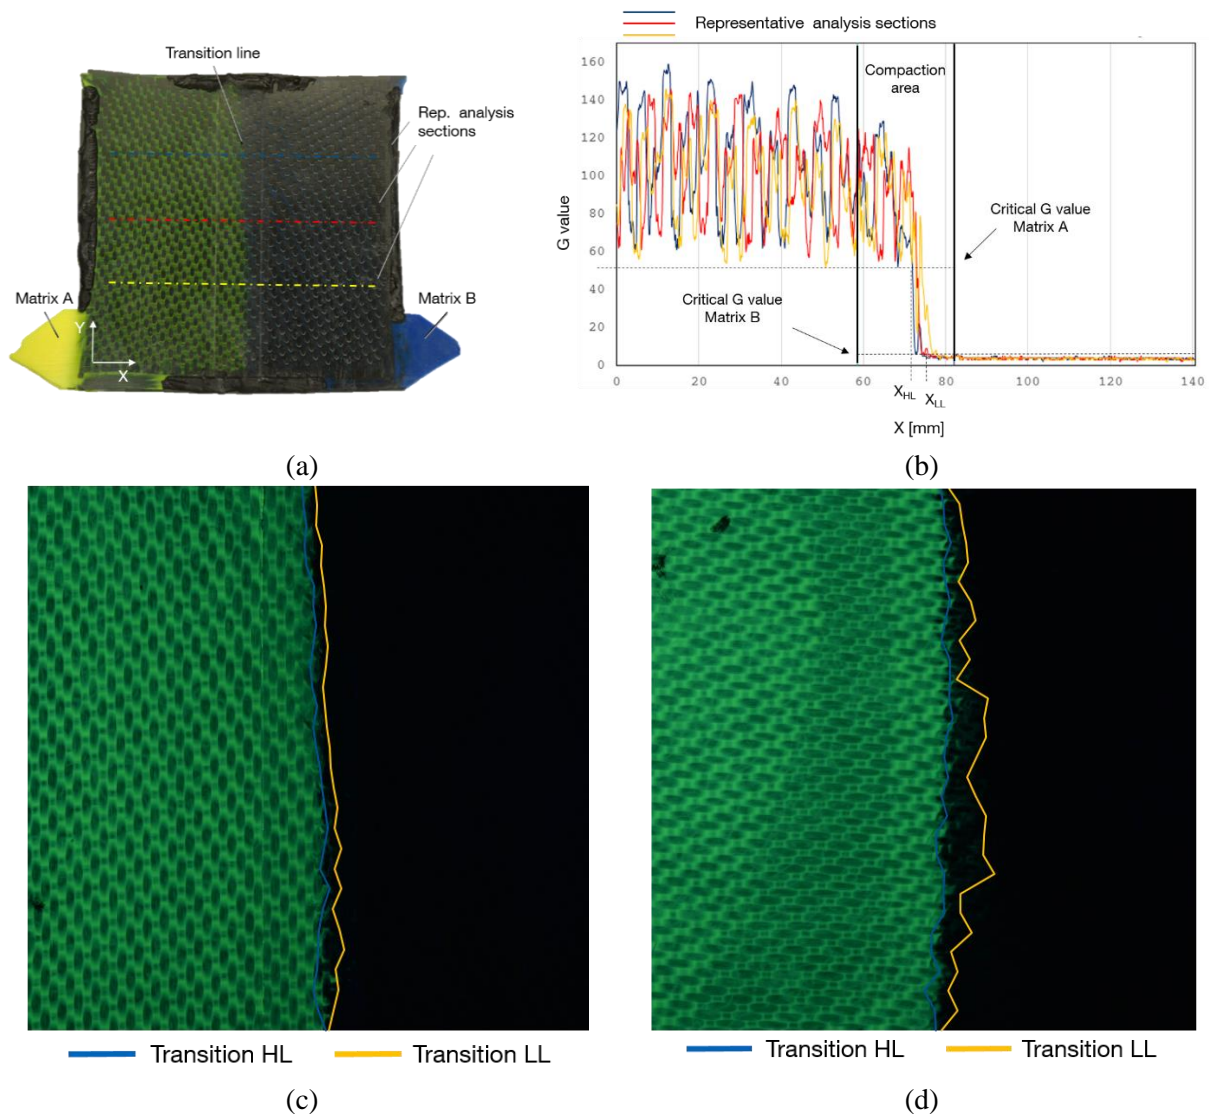 Transition line
Rep. analysis
sections
Matrix A
Matrix B
Y
X
(a)
Representative analysis sections
160
140
120
100
80
60
40
20
0
G value
Compaction
area
Critical G value
Matrix A
Critical G value
Matrix B
0 20 40 60 80 100 120 140
XHL XLL
X [mm]
(b)
Transition HL Transition LL
(c)
Transition HL Transition LL
(d)